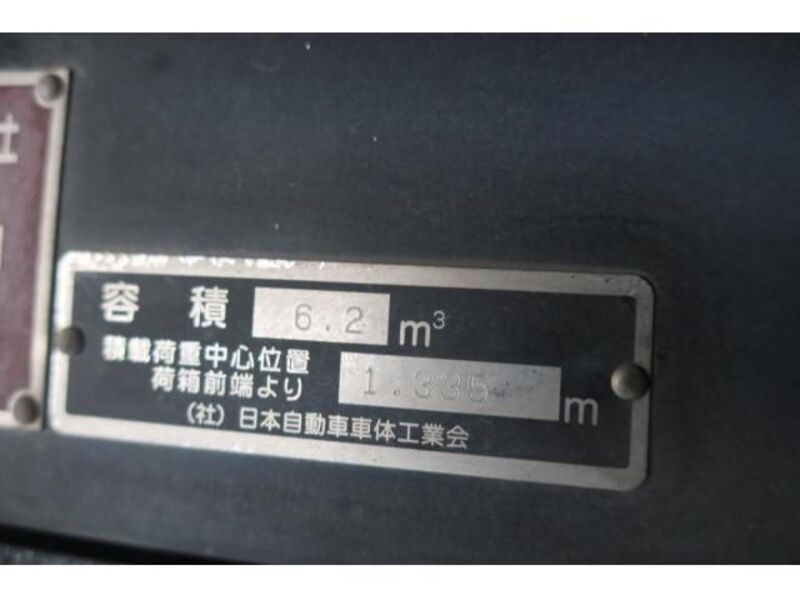 社
容積 6.2 m³
積載荷重中心位置
荷箱前端より 1.335 m
(社)日本自動車車体工業会